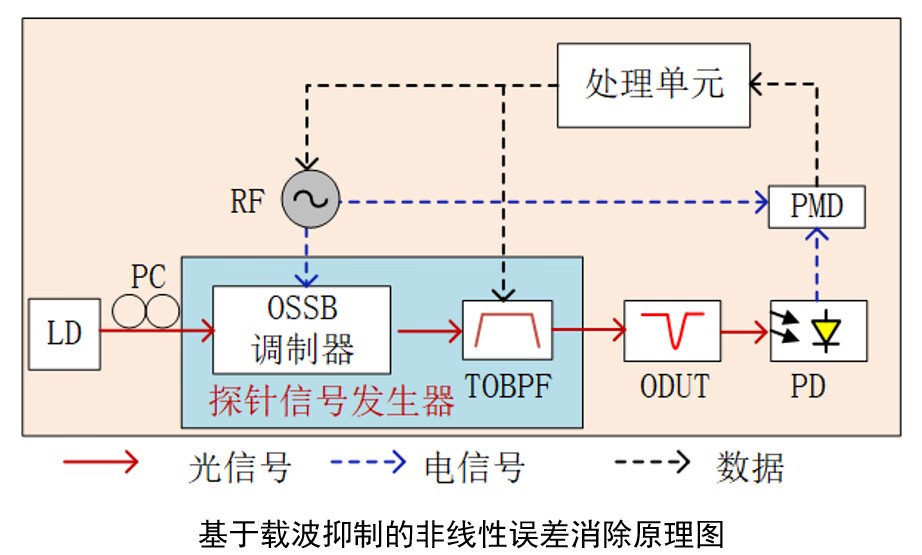 处理单元
RF
PMD
PC
LD
OSSB
调制器
探针信号发生器
TOBPF
ODUT
PD
光信号
电信号
数据
基于载波抑制的非线性误差消除原理图